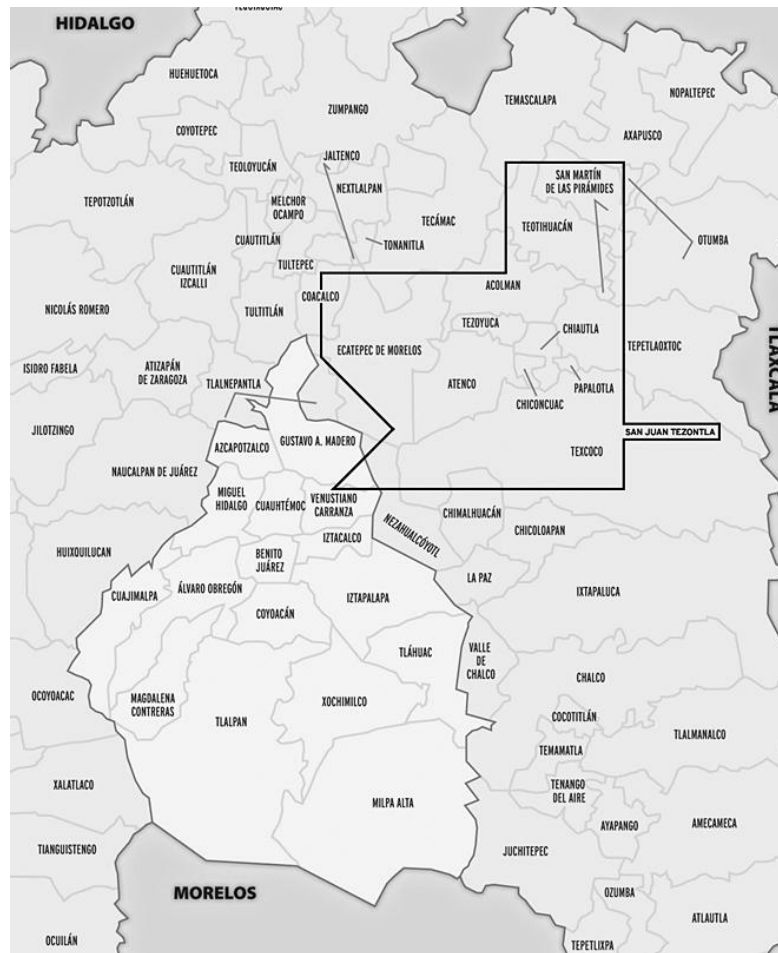 HIDALGO
HUEHUETOCA
ZUMPANGO
TEMASCALAPA
NOPALTEPEC
COYOTEPEC
AXAPUSCO
TEOLOYUCÁN
JALTENCO
NEXTLALPAN
SAN MARTÍN
DE LAS PIRÁMIDES
TEPOTZOTLÁN
MELCHOR
OCAMPO
TECÁMAC
TEOTIHUACÁN
CUAUTITLÁN
TONANITLA
OTUMBA
TULTEPEC
CUAUTITLÁN
IZCALLI
ACOLMAN
COACALCO
NICOLÁS ROMERO
TULTITLÁN
TEZOYUCA
CHIAUTLA
TLAXCALA
ECATEPEC DE MORELOS
TEPETLAOXTOC
ISIDRO FABELA
ATIZAPÁN
DE ZARAGOZA
TLALNEPANTLA
ATENCO
PAPALOTLA
CHICONCUAC
JILOTZINGO
AZCAPOTZALCO
GUSTAVO A. MADERO
SAN JUAN TEZONTLA
TEXCOCO
NAUCALPAN DE JUÁREZ
MIGUEL
HIDALGO
CUAUHTÉMOC
VENUSTIANO
CARRANZA
CHIMALHUACÁN
NEZAHUALCÓYOTL
CHICOLOAPAN
HUIXQUILUCAN
IZTACALCO
BENITO
JUÁREZ
LA PAZ
CUAJIMALPA
ÁLVARO OBREGÓN
IZTAPALAPA
IXTAPALUCA
COYOACÁN
TLÁHUAC
VALLE
DE
CHALCO
CHALCO
OCOYOACAC
MAGDALENA
CONTRERAS
XOCHIMILCO
TLALPAN
COCOTITLÁN
TLALMANALCO
TEMAMATLA
XALATLACO
TENANGO
DEL AIRE
MILPA ALTA
AYAPANGO
AMECAMECA
TIANGUISTENGO
JUCHITEPEC
MORELOS
OZUMBA
ATLAUTLA
OCUILÁN
TEPETLIXPA